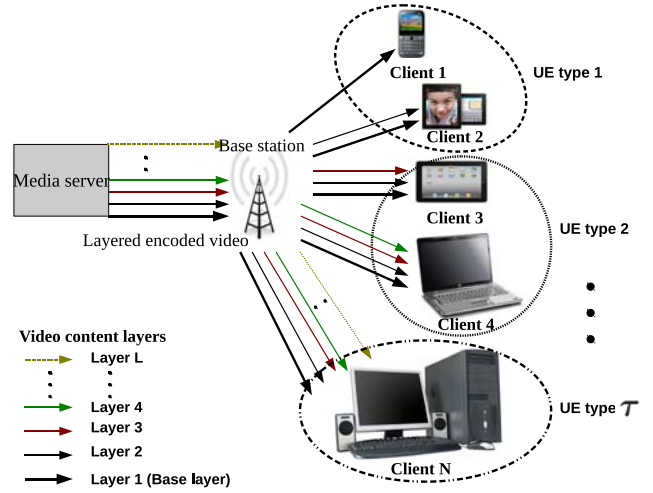 Client 1
UE type 1
Client 2
Base station
Media server
Client 3
Layered encoded video
UE type 2
Client 4
Video content layers
Layer L
Layer 4
Layer 3
Layer 2
Layer 1 (Base layer)
UE type τ
Client N